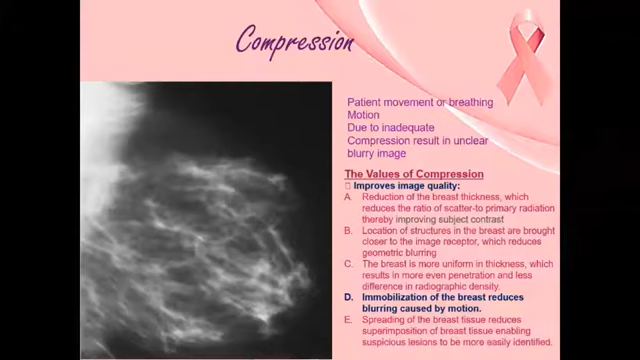 Compression
Patient movement or breathing
Motion
Due to inadequate
Compression result in unclear
blurry image
The Values of Compression
Improves image quality:
A. Reduction of the breast thickness, which
reduces the ratio of scatter-to primary radiation
thereby improving subject contrast
B. Location of structures in the breast are brought
closer to the image receptor, which reduces
geometric blurring
C. The breast is more uniform in thickness, which
results in more even penetration and less
difference in radiographic density.
D. Immobilization of the breast reduces
blurring caused by motion.
E. Spreading of the breast tissue reduces
superimposition of breast tissue enabling
suspicious lesions to be more easily identified.